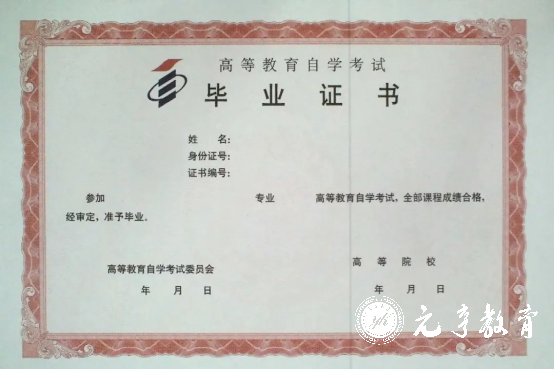 高等教育自学考试
毕业证书
姓 名：
身份证号：
证书编号：
参加 专业 高等教育自学考试，全部课程成绩合格，
经审定，准予毕业。
高等教育自学考试委员会 高等院校
年 月 日 年 月 日
元亨教育